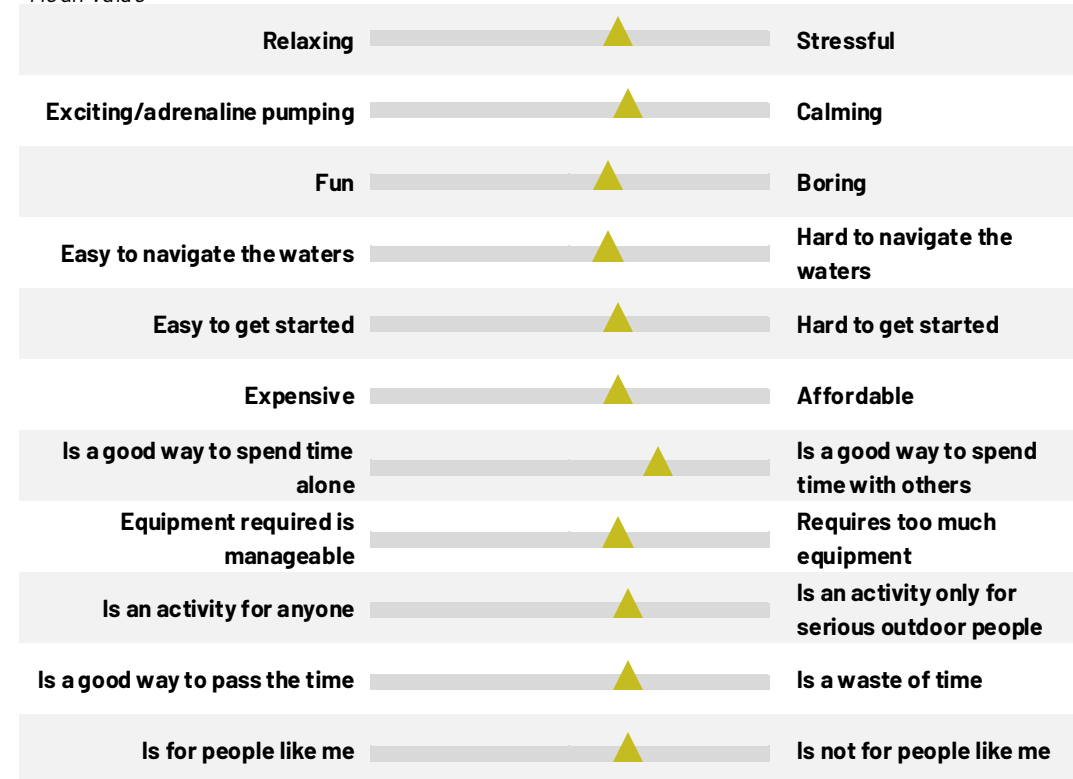 Relaxing
Stressful
Exciting/adrenaline pumping
Calming
Fun
Boring
Easy to navigate the waters
Hard to navigate the
waters
Easy to get started
Hard to get started
Expensive
Affordable
Is a good way to spend time
alone
Is a good way to spend
time with others
Equipment required is
manageable
Requires too much
equipment
Is an activity for anyone
Is an activity only for
serious outdoor people
Is a good way to pass the time
Is a waste of time
Is for people like me
Is not for people like me